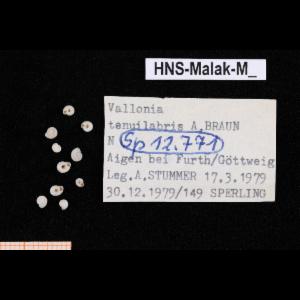 HNS-Malak-M_
Vallonia
tenuilabris A.BRAUN
N Sp 12.771
Aigen bei Furth/Göttweig
Leg.A.STUMMER 17.3.1979
30.12.1979/149 SPERLING